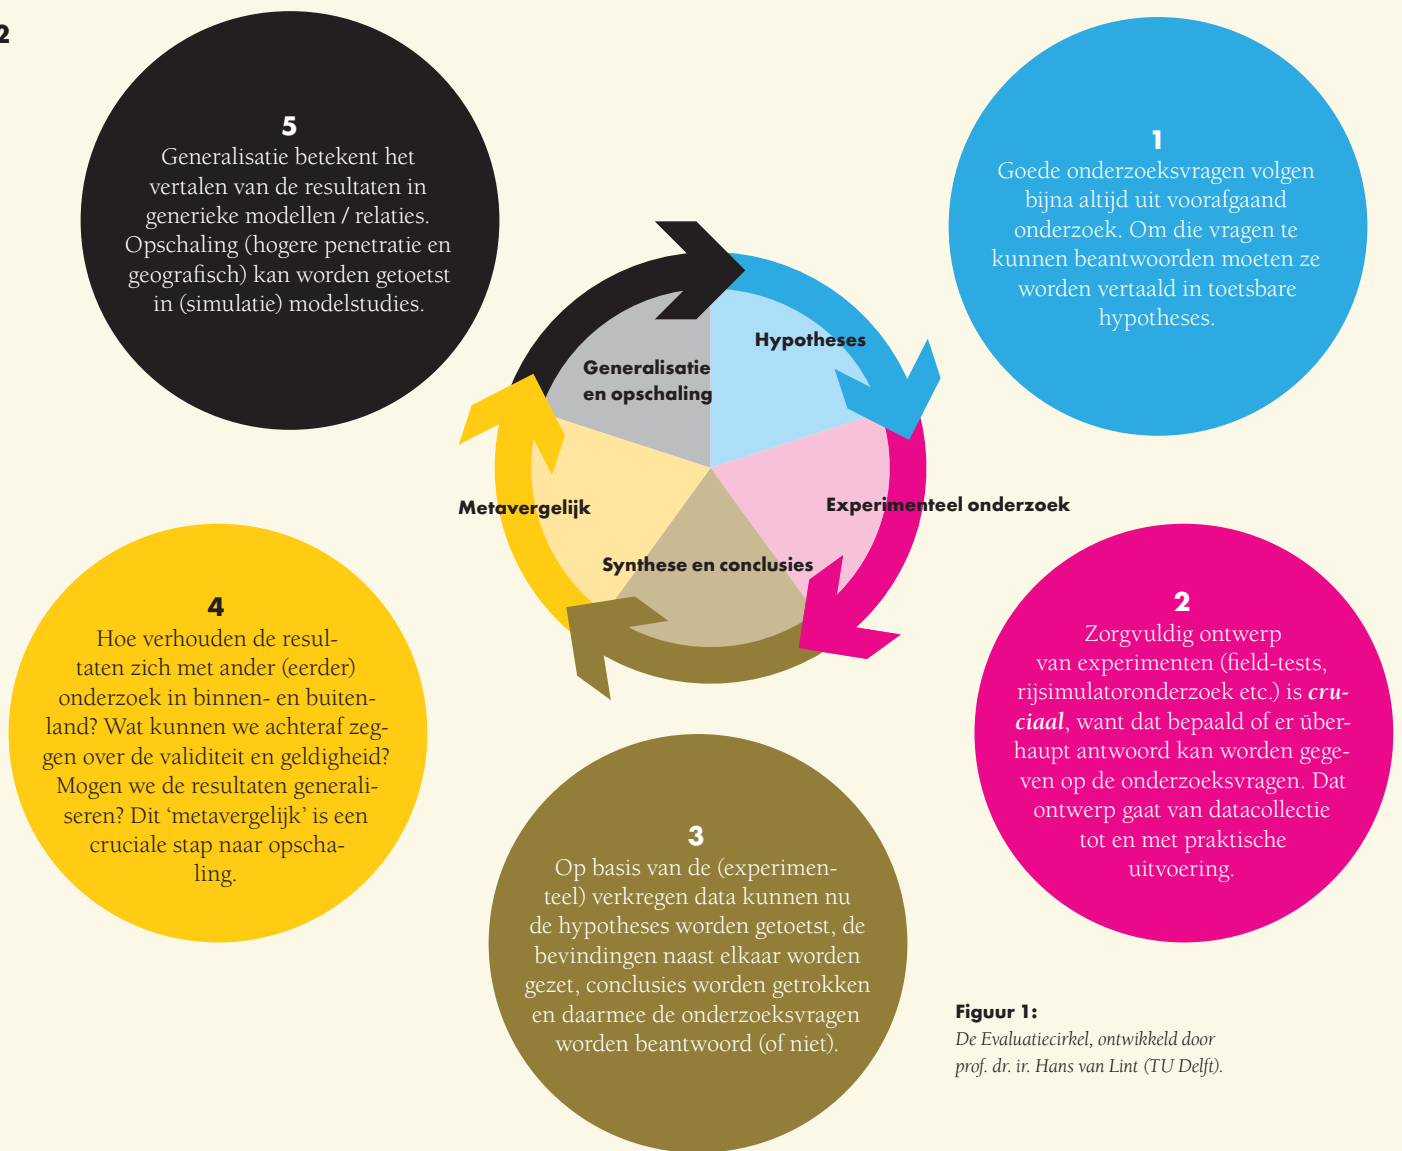 2
5
Generalisatie betekent het
vertalen van de resultaten in
generieke modellen / relaties.
Opschaling (hogere penetratie en
geografisch) kan worden getoetst
in (simulatie) modelstudies.
1
Goede onderzoeksvragen volgen
bijna altijd uit voorafgaand
onderzoek. Om die vragen te
kunnen beantwoorden moeten ze
worden vertaald in toetsbare
hypotheses.
Hypotheses
Generalisatie
en opschaling
Metavergelijk
Experimenteel onderzoek
Synthese en conclusies
4
Hoe verhouden de resul-
taten zich met ander (eerder)
onderzoek in binnen- en buiten-
land? Wat kunnen we achteraf zeg-
gen over de validiteit en geldigheid?
Mogen we de resultaten generali-
seren? Dit ‘metavergelijk’ is een
cruciale stap naar opscha-
ling.
2
Zorgvuldig ontwerp
van experimenten (field-tests,
rijsimulatoronderzoek etc.) is cru-
ciaal, want dat bepaald of er über-
haupt antwoord kan worden gege-
ven op de onderzoeksvragen. Dat
ontwerp gaat van datacollectie
tot en met praktische
uitvoering.
3
Op basis van de (experimen-
teel) verkregen data kunnen nu
de hypotheses worden getoetst, de
bevindingen naast elkaar worden
gezet, conclusies worden getrokken
en daarmee de onderzoeksvragen
worden beantwoord (of niet).
Figuur 1:
De Evaluatiecirkel, ontwikkeld door
prof. dr. ir. Hans van Lint (TU Delft).